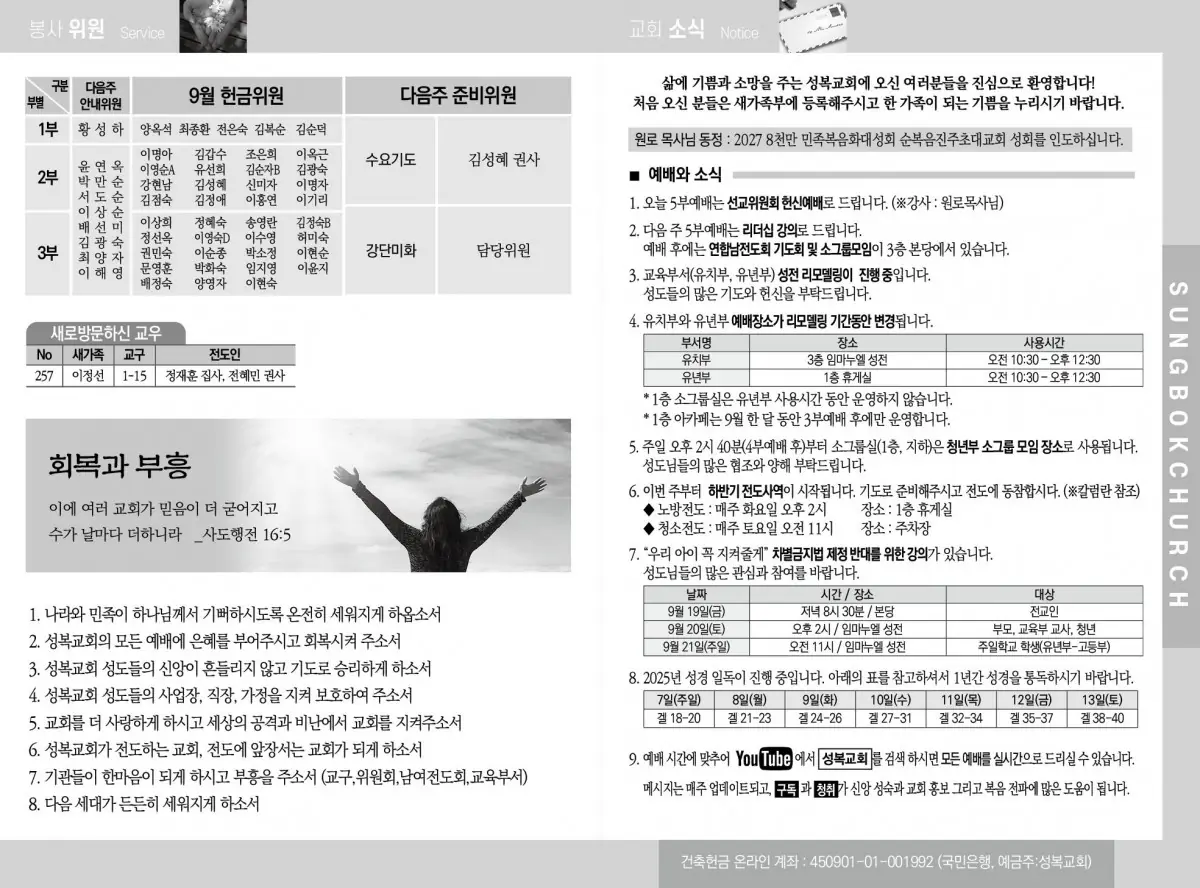 봉사 위원 Service
구분
부별
다음주
안내위원
9월 헌금위원
다음주 준비위원
1부
황 성 하
양옥석 최종환 전은숙 김복순 김순덕
2부
윤 연 옥
박 만 순
서 도 순
이 상 순
배 선 미
김 광 숙
최 양 자
이 해 영
이명아 김갑수 조은희 이옥근
이영순A 유선희 김순자B 김광숙
강현남 김성혜 신미자 이명자
김점숙 김정애 이홍연 이기리
3부
이상희 정혜숙 송영란 김정숙B
정선옥 이영숙D 이수영 허미숙
권민숙 이순종 박소정 이현순
문영훈 박화숙 임지영 이윤지
배정숙 양영자 이현숙
수요기도
김성혜 권사
강단미화
담당위원
새로방문하신 교우
No 새가족 교구 전도인
257 이정선 1-15 정재훈 집사, 전혜민 권사
회복과 부흥
이에 여러 교회가 믿음이 더 굳어지고
수가 날마다 더하니라 _사도행전 16:5
1. 나라와 민족이 하나님께서 기뻐하시도록 온전히 세워지게 하옵소서
2. 성복교회의 모든 예배에 은혜를 부어주시고 회복시켜 주소서
3. 성복교회 성도들의 신앙이 흔들리지 않고 기도로 승리하게 하소서
4. 성복교회 성도들의 사업장, 직장, 가정을 지켜 보호하여 주소서
5. 교회를 더 사랑하게 하시고 세상의 공격과 비난에서 교회를 지켜주소서
6. 성복교회가 전도하는 교회, 전도에 앞장서는 교회가 되게 하소서
7. 기관들이 한마음이 되게 하시고 부흥을 주소서 (교구,위원회,남여전도회,교육부서)
8. 다음 세대가 든든히 세워지게 하소서
교회 소식 Notice
삶에 기쁨과 소망을 주는 성복교회에 오신 여러분들을 진심으로 환영합니다!
처음 오신 분들은 새가족부에 등록해주시고 한 가족이 되는 기쁨을 누리시기 바랍니다.
원로 목사님 동정 : 2027 8천만 민족복음화대성회 순복음진주초대교회 성회를 인도하십니다.
■ 예배와 소식
1. 오늘 5부예배는 선교위원회 헌신예배로 드립니다. (※강사 : 원로목사님)
2. 다음 주 5부예배는 리더십 강의로 드립니다.
예배 후에는 연합남전도회 기도회 및 소그룹모임이 3층 본당에서 있습니다.
3. 교육부서(유치부, 유년부) 성전 리모델링이 진행 중입니다.
성도들의 많은 기도와 헌신을 부탁드립니다.
4. 유치부와 유년부 예배장소가 리모델링 기간동안 변경됩니다.
부서명 장소 사용시간
유치부 3층 임마누엘 성전 오전 10:30 – 오후 12:30
유년부 1층 휴게실 오전 10:30 – 오후 12:30
* 1층 소그룹실은 유년부 사용시간 동안 운영하지 않습니다.
* 1층 아카페는 9월 한 달 동안 3부예배 후에만 운영합니다.
5. 주일 오후 2시 40분(4부예배 후)부터 소그룹실(1층, 지하)은 청년부 소그룹 모임 장소로 사용됩니다.
성도님들의 많은 협조와 양해 부탁드립니다.
6. 이번 주부터 하반기 전도사역이 시작됩니다. 기도로 준비해주시고 전도에 동참합시다. (※칼럼란 참조)
◆ 노방전도 : 매주 화요일 오후 2시 장소 : 1층 휴게실
◆ 청소전도 : 매주 토요일 오전 11시 장소 : 주차장
7. “우리 아이 꼭 지켜줄게” 차별금지법 제정 반대를 위한 강의가 있습니다.
성도님들의 많은 관심과 참여를 바랍니다.
날짜 시간 / 장소 대상
9월 19일(금) 저녁 8시 30분 / 본당 전교인
9월 20일(토) 오후 2시 / 임마누엘 성전 부모, 교육부 교사, 청년
9월 21일(주일) 오전 11시 / 임마누엘 성전 주일학교 학생(유년부-고등부)
8. 2025년 성경 일독이 진행 중입니다. 아래의 표를 참고하셔서 1년간 성경을 통독하시기 바랍니다.
7일(주일) 8일(월) 9일(화) 10일(수) 11일(목) 12일(금) 13일(토)
겔 18-20 겔 21-23 겔 24-26 겔 27-31 겔 32-34 겔 35-37 겔 38-40
9. 예배 시간에 맞추어 YouTube 에서 성복교회를 검색 하시면 모든 예배를 실시간으로 드리실 수 있습니다.
메시지는 매주 업데이트되고, 구독 과 청취가 신앙 성숙과 교회 홍보 그리고 복음 전파에 많은 도움이 됩니다.
SUNGBOKCHURCH
건축헌금 온라인 계좌 : 450901-01-001992 (국민은행, 예금주:성복교회)